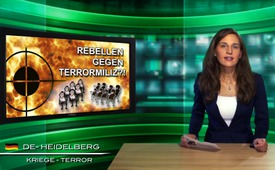 REBELLEN
GEGEN
TERRORMILIZ?!
DE-HEIDELBERG
KRIEGE - TERROR